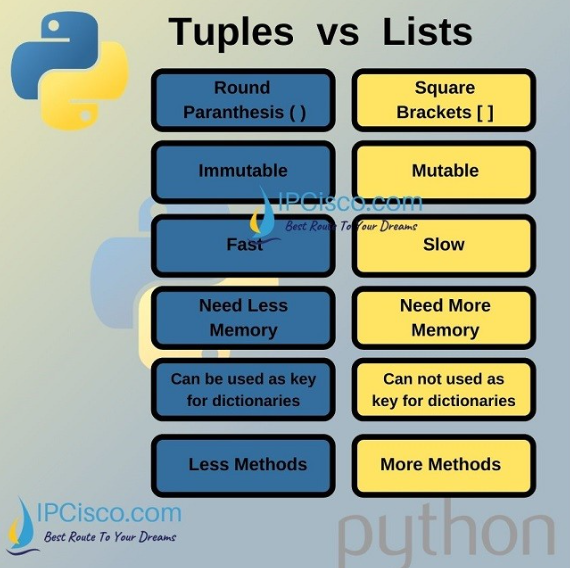 Tuples vs Lists
Round
Paranthesis ( )
Square
Brackets [ ]
Immutable
Mutable
IPCisco.com
Best Route To Your Dreams
Fast
Slow
Need Less
Memory
Need More
Memory
Can be used as key
for dictionaries
Can not used as
key for dictionaries
Less Methods
More Methods
IPCisco.com
Best Route To Your Dreams
python